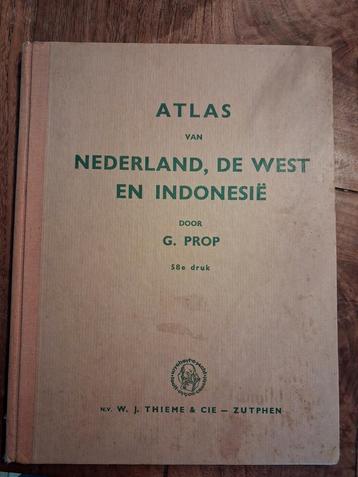 ATLAS
VAN
NEDERLAND, DE WEST
EN INDONESIË
DOOR
G. PROP
58e druk
N.V. W. J. THIEME & CIE — ZUTPHEN